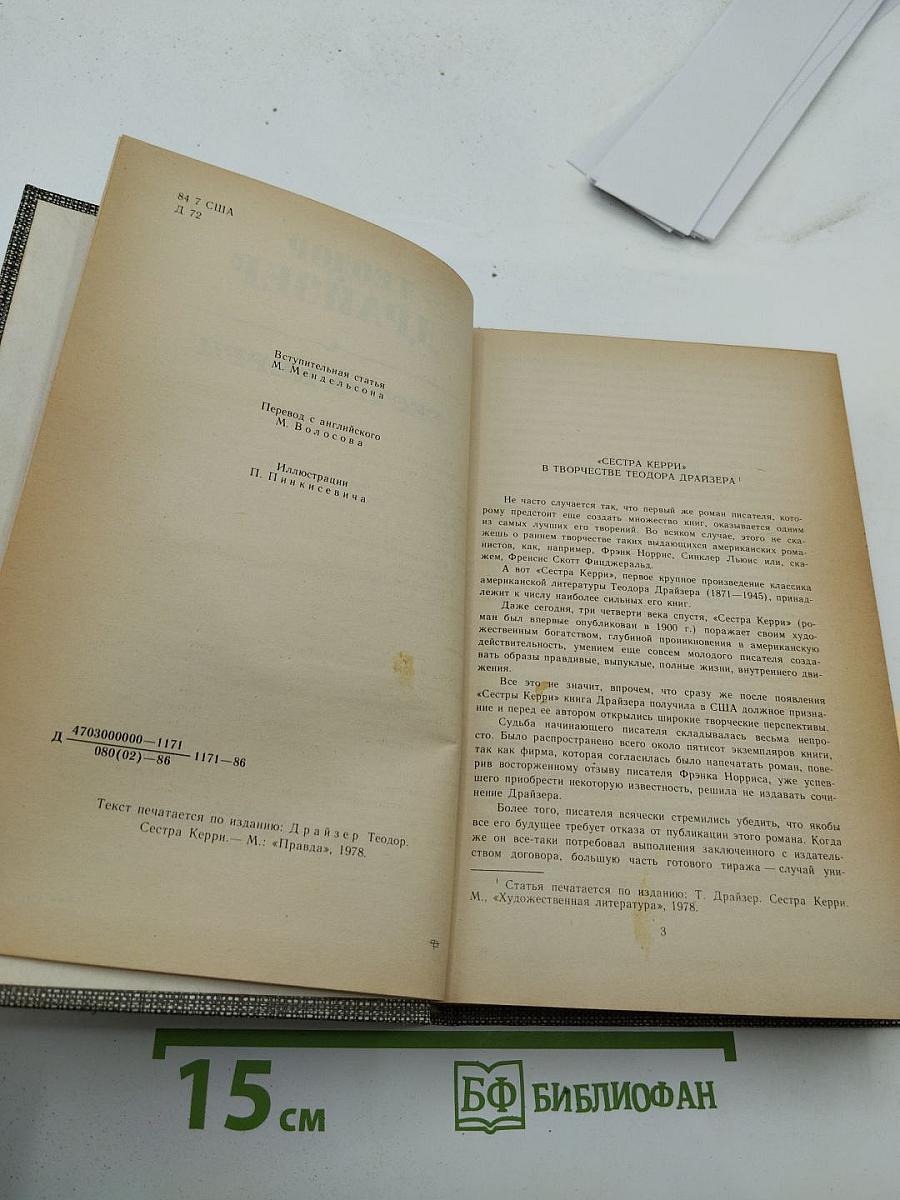 84 7 США
Д 72
Вступительная статья
М. Мендельсона
Перевод с английского
М. Волосова
Иллюстрации
П. Пинкисевича
Д 4703000000—1171
080(02)—86
1171—86
Текст печатается по изданию: Драйзер Теодор.
Сестра Керри.— М.: «Правда», 1978.
«СЕСТРА КЕРРИ»
В ТВОРЧЕСТВЕ ТЕОДОРА ДРАЙЗЕРА1
Не часто случается так, что первый же роман писателя, кото-
рому предстоит еще создать множество книг, оказывается одним
из самых лучших его творений. Во всяком случае, этого не ска-
жешь о раннем творчестве таких выдающихся американских рома-
нистов, как, например, Фрэнк Норрис, Синклер Льюис или, ска-
жем, Френсис Скотт Фицджеральд.
А вот «Сестра Керри», первое крупное произведение классика
американской литературы Теодора Драйзера (1871—1945), принад-
лежит к числу наиболее сильных его книг.
Даже сегодня, три четверти века спустя, «Сестра Керри» (ро-
ман был впервые опубликован в 1900 г.) поражает своим худо-
жественным богатством, глубиной проникновения в американскую
действительность, умением еще совсем молодого писателя созда-
вать образы правдивые, выпуклые, полные жизни, внутреннего дви-
жения.
Все это не значит, впрочем, что сразу же после появления
«Сестры Керри» книга Драйзера получила в США должное призна-
ние и перед ее автором открылись широкие творческие перспективы.
Судьба начинающего писателя складывалась весьма непро-
сто. Было распространено всего около пятисот экземпляров книги,
так как фирма, которая согласилась было напечатать роман, пове-
рив восторженному отзыву писателя Фрэнка Норриса, уже успев-
шего приобрести некоторую известность, решила не издавать сочи-
нение Драйзера.
Более того, писателя всячески стремились убедить, что якобы
все его будущее требует отказа от публикации этого романа. Когда
же он все-таки потребовал выполнения заключенного с издатель-
ством договора, большую часть готового тиража — случай уни-
1 Статья печатается по изданию: Т. Драйзер. Сестра Керри.
М., «Художественная литература», 1978.
3
15 см
БФ БИБЛИОФАН